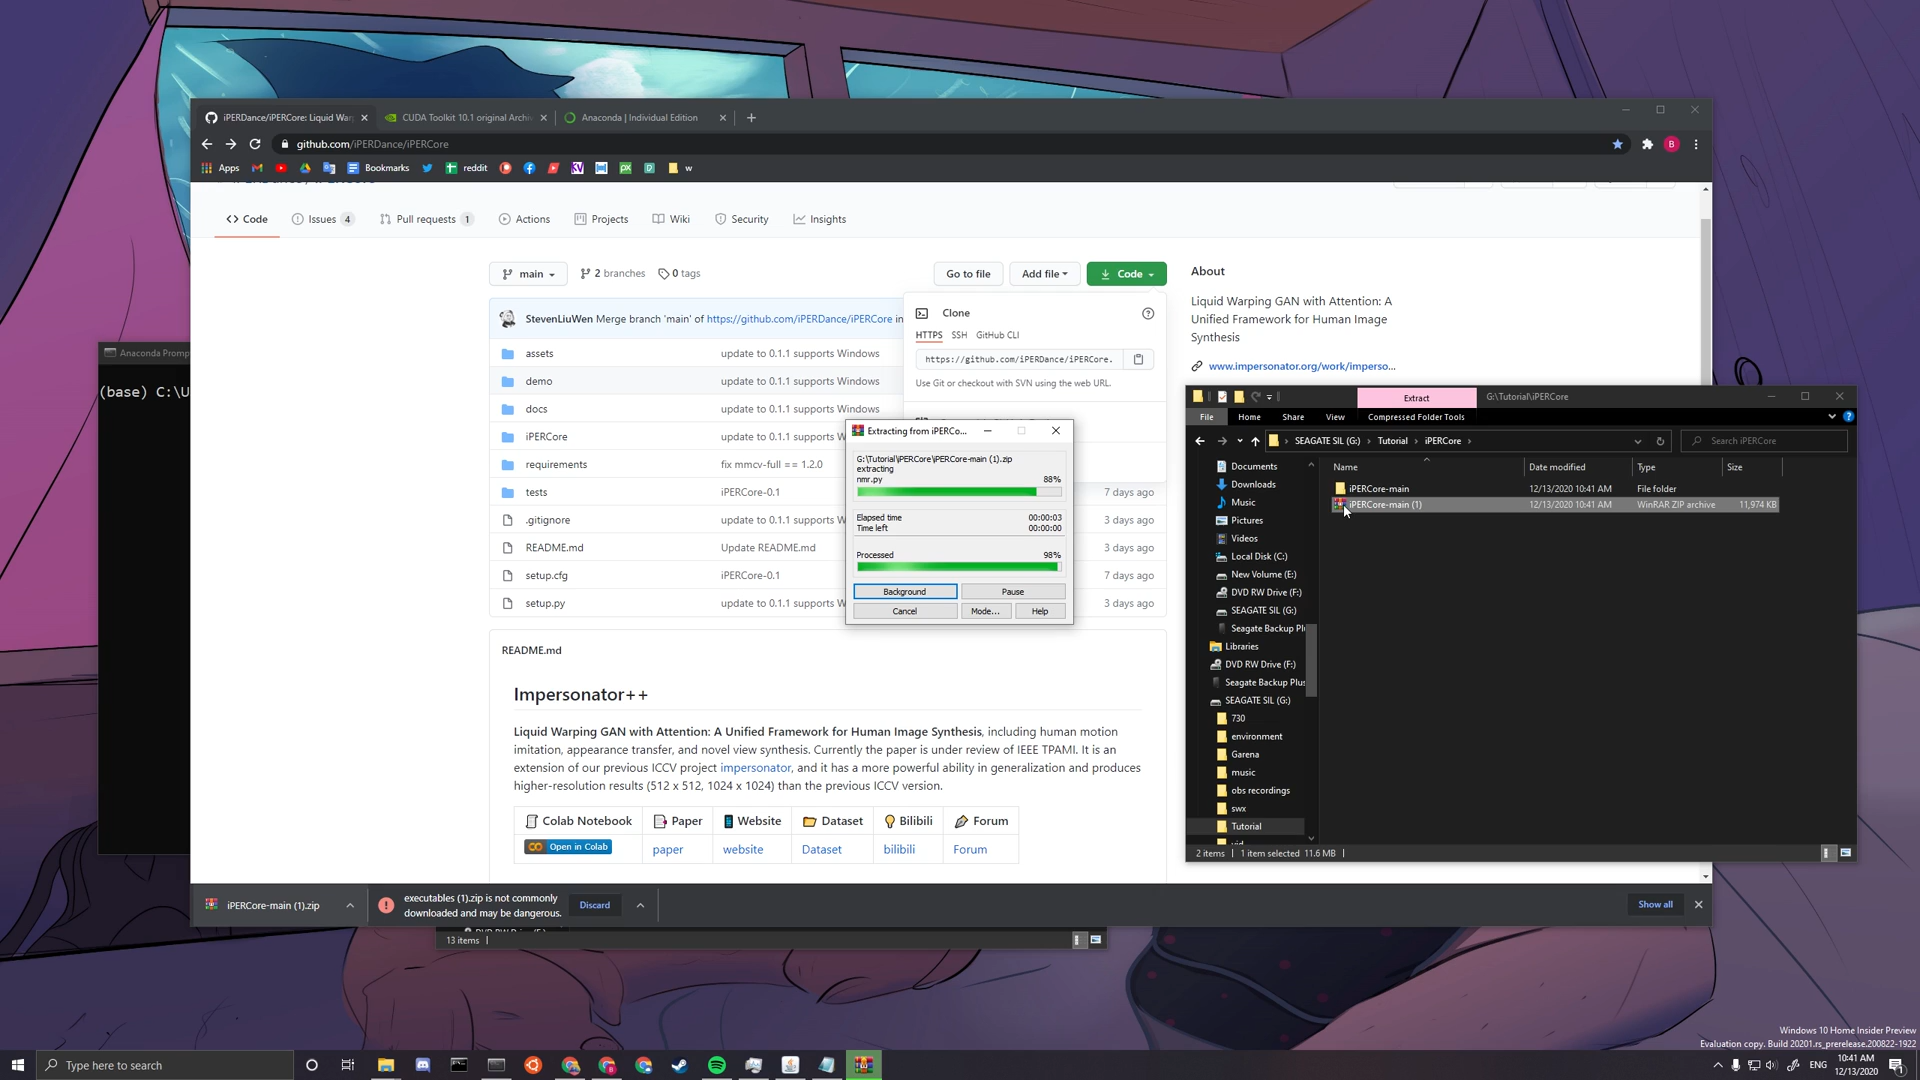 iPERDance/iPERCore: Liquid War
CUDA Toolkit 10.1 original Archiv
Anaconda | Individual Edition
github.com/iPERDance/iPERCore
B
Apps
Bookmarks
reddit
w
Code
Issues 4
Pull requests 1
Actions
Projects
Wiki
Security
Insights
main
2 branches
0 tags
Go to file
Add file
Code
StevenLiuWen Merge branch 'main' of https://github.com/iPERDance/iPERCore in
assets update to 0.1.1 supports Windows
demo update to 0.1.1 supports Windows
docs update to 0.1.1 supports Windows
iPERCore update to 0.1.1 supports W
requirements fix mmcv-full == 1.2.0
tests iPERCore-0.1 7 days ago
.gitignore update to 0.1.1 supports W 3 days ago
README.md Update README.md 3 days ago
setup.cfg iPERCore-0.1 7 days ago
setup.py update to 0.1.1 supports W 3 days ago
Clone
HTTPS SSH GitHub CLI
https://github.com/iPERDance/iPERCore.
Use Git or checkout with SVN using the web URL.
About
Liquid Warping GAN with Attention: A
Unified Framework for Human Image
Synthesis
www.impersonator.org/work/imperso...
README.md
Impersonator++
Liquid Warping GAN with Attention: A Unified Framework for Human Image Synthesis, including human motion
imitation, appearance transfer, and novel view synthesis. Currently the paper is under review of IEEE TPAMI. It is an
extension of our previous ICCV project impersonator, and it has a more powerful ability in generalization and produces
higher-resolution results (512 x 512, 1024 x 1024) than the previous ICCV version.
Colab Notebook Paper Website Dataset Bilibili Forum
Open in Colab paper website Dataset bilibili Forum
Anaconda Promp
(base) C:\U
Extracting from iPERCo...
G:\Tutorial\iPERCore\iPERCore-main (1).zip
extracting
nmr.py 88%
Elapsed time 00:00:03
Time left 00:00:00
Processed 98%
Background
Pause
Cancel
Mode...
Help
Extract
G:\Tutorial\iPERCore
File
Home
Share
View
Compressed Folder Tools
SEAGATE SIL (G:) Tutorial iPERCore
Search iPERCore
Name Date modified Type Size
iPERCore-main 12/13/2020 10:41 AM File folder
iPERCore-main (1) 12/13/2020 10:41 AM WinRAR ZIP archive 11,974 KB
Documents
Downloads
Music
Pictures
Videos
Local Disk (C:)
New Volume (E:)
DVD RW Drive (F:)
SEAGATE SIL (G:)
Seagate Backup Plu
Libraries
DVD RW Drive (F:)
Seagate Backup Plus
SEAGATE SIL (G:)
730
environment
Garena
music
obs recordings
swx
Tutorial
2 items 1 item selected 11.6 MB
iPERCore-main (1).zip
executables (1).zip is not commonly
downloaded and may be dangerous.
Discard
Show all
13 items
Windows 10 Home Insider Preview
Evaluation copy. Build 20201.rs_prerelease.200822-1922
Type here to search
ENG
10:41 AM
12/13/2020